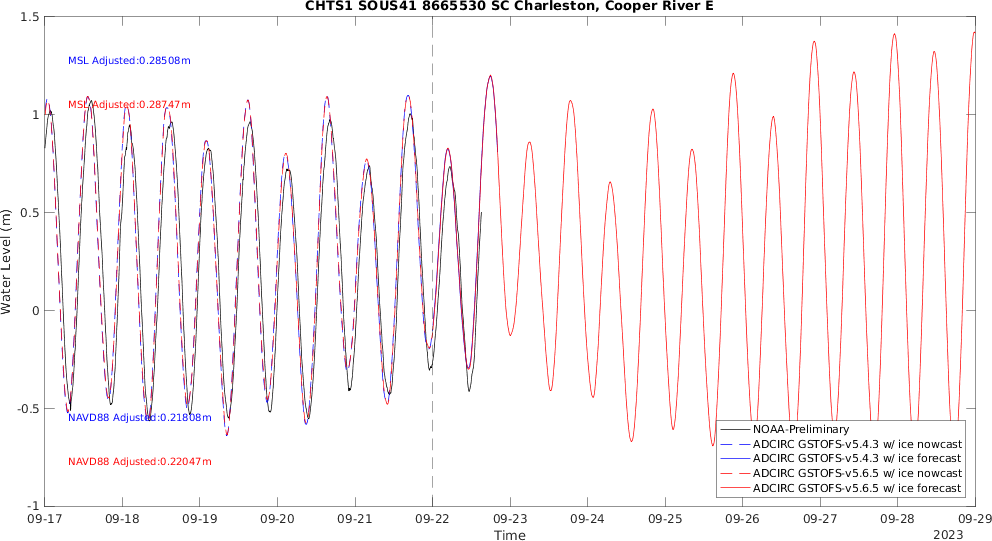 CHTS1 SOUS41 8665530 SC Charleston, Cooper River E
1.5
MSL Adjusted:0.28508m
MSL Adjusted:0.28747m
1
0.5
Water Level (m)
0
-0.5
NAVD88 Adjusted:0.21808m
NAVD88 Adjusted:0.22047m
NOAA-Preliminary
ADCIRC GSTOFS-v5.4.3 w/ ice nowcast
ADCIRC GSTOFS-v5.4.3 w/ ice forecast
ADCIRC GSTOFS-v5.6.5 w/ ice nowcast
ADCIRC GSTOFS-v5.6.5 w/ ice forecast
-1
09-17 09-18 09-19 09-20 09-21 09-22 09-23 09-24 09-25 09-26 09-27 09-28 09-29
Time
2023